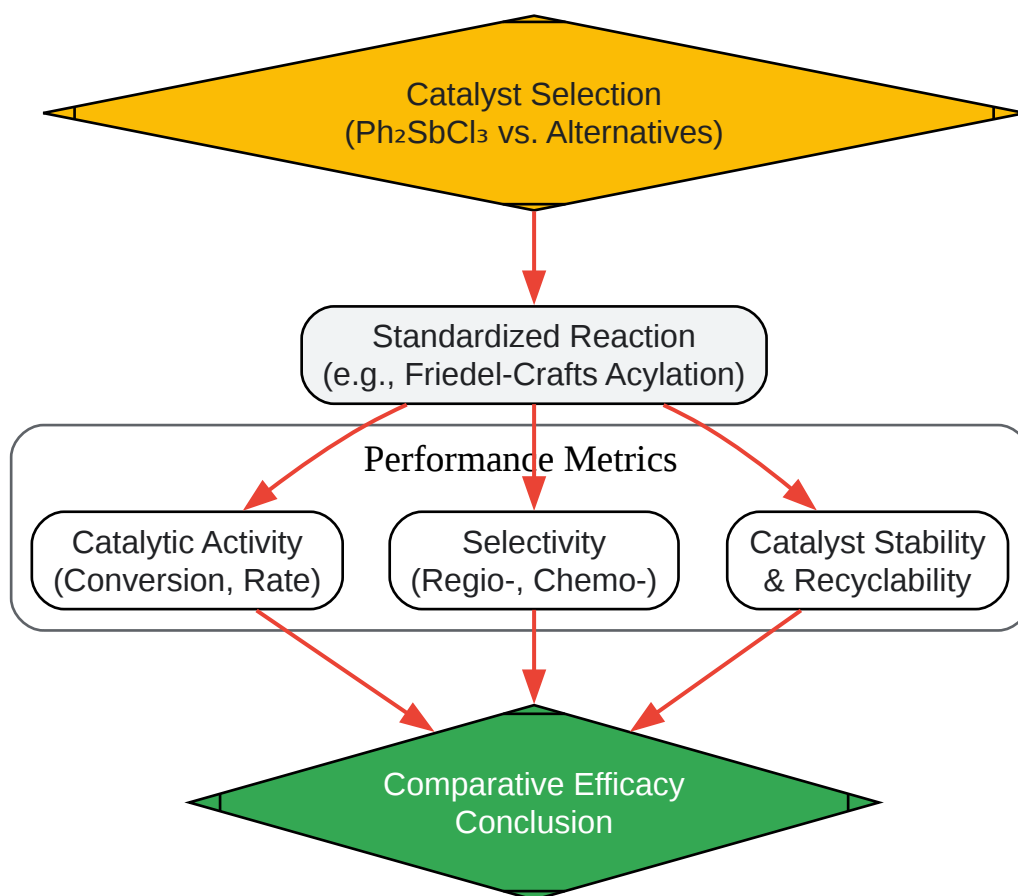 Catalyst Selection
(Ph₂SbCl₃ vs. Alternatives)
Standardized Reaction
(e.g., Friedel-Crafts Acylation)
Performance Metrics
Catalytic Activity
(Conversion, Rate)
Selectivity
(Regio-, Chemo-)
Catalyst Stability
& Recyclability
Comparative Efficacy
Conclusion